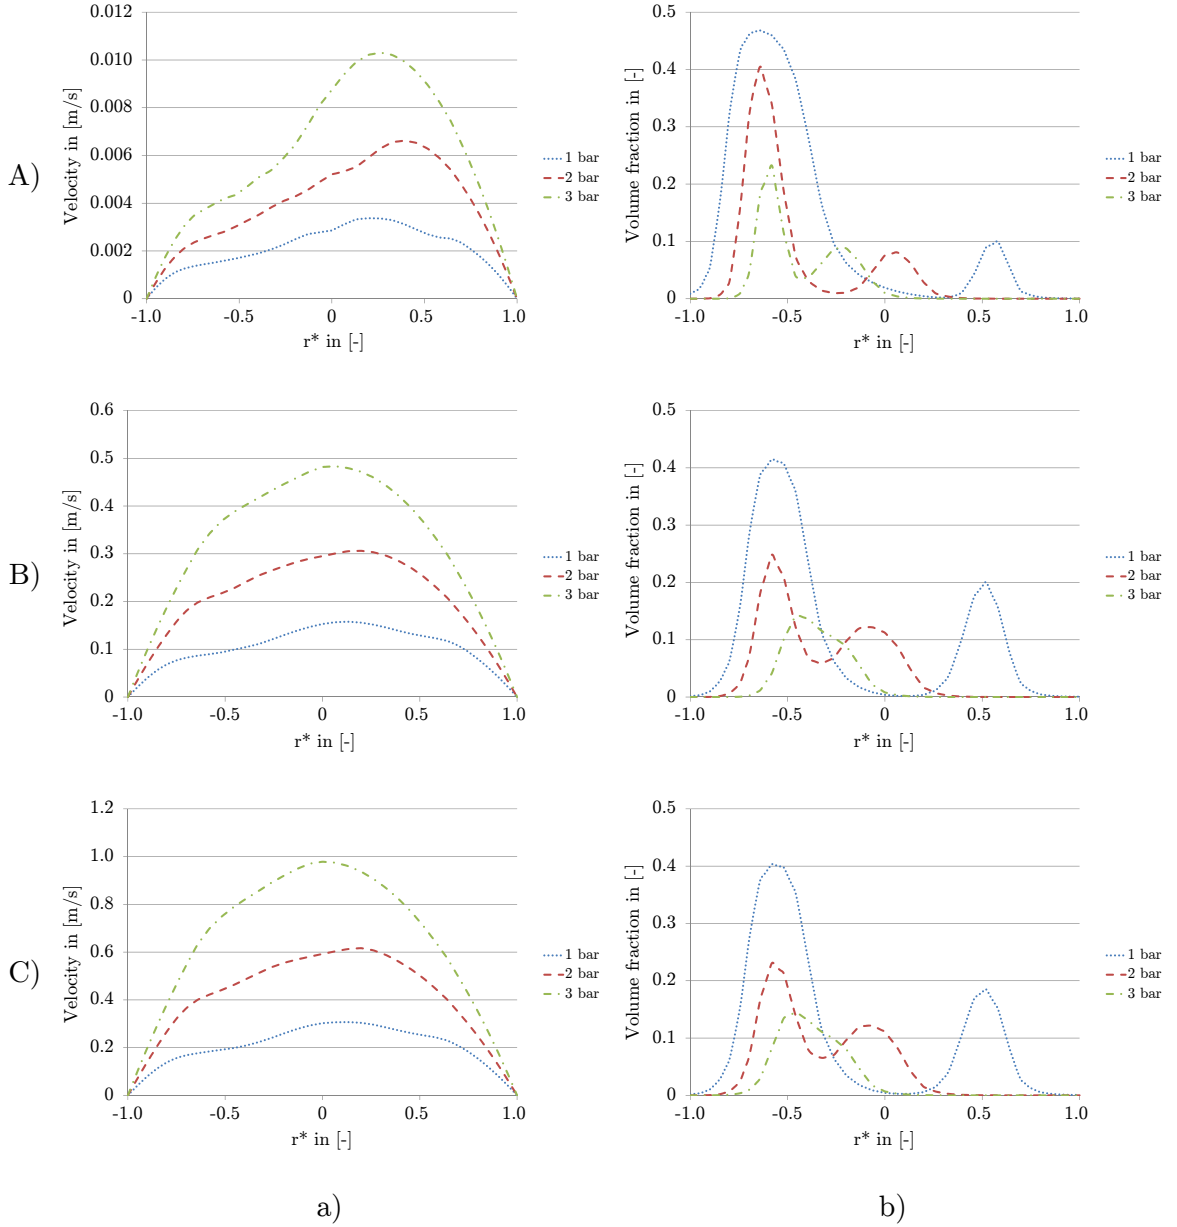 0.012
0.010
0.008
0.006
0.004
0.002
0
-1.0 -0.5 0 0.5 1.0
Velocity in [m/s]
r* in [-]
1 bar
2 bar
3 bar
A)
0.5
0.4
0.3
0.2
0.1
0
-1.0 -0.5 0 0.5 1.0
Volume fraction in [-]
r* in [-]
1 bar
2 bar
3 bar
0.6
0.5
0.4
0.3
0.2
0.1
0
-1.0 -0.5 0 0.5 1.0
Velocity in [m/s]
r* in [-]
1 bar
2 bar
3 bar
B)
0.5
0.4
0.3
0.2
0.1
0
-1.0 -0.5 0 0.5 1.0
Volume fraction in [-]
r* in [-]
1 bar
2 bar
3 bar
1.2
1.0
0.8
0.6
0.4
0.2
0
-1.0 -0.5 0 0.5 1.0
Velocity in [m/s]
r* in [-]
1 bar
2 bar
3 bar
C)
0.5
0.4
0.3
0.2
0.1
0
-1.0 -0.5 0 0.5 1.0
Volume fraction in [-]
r* in [-]
1 bar
2 bar
3 bar
a)
b)